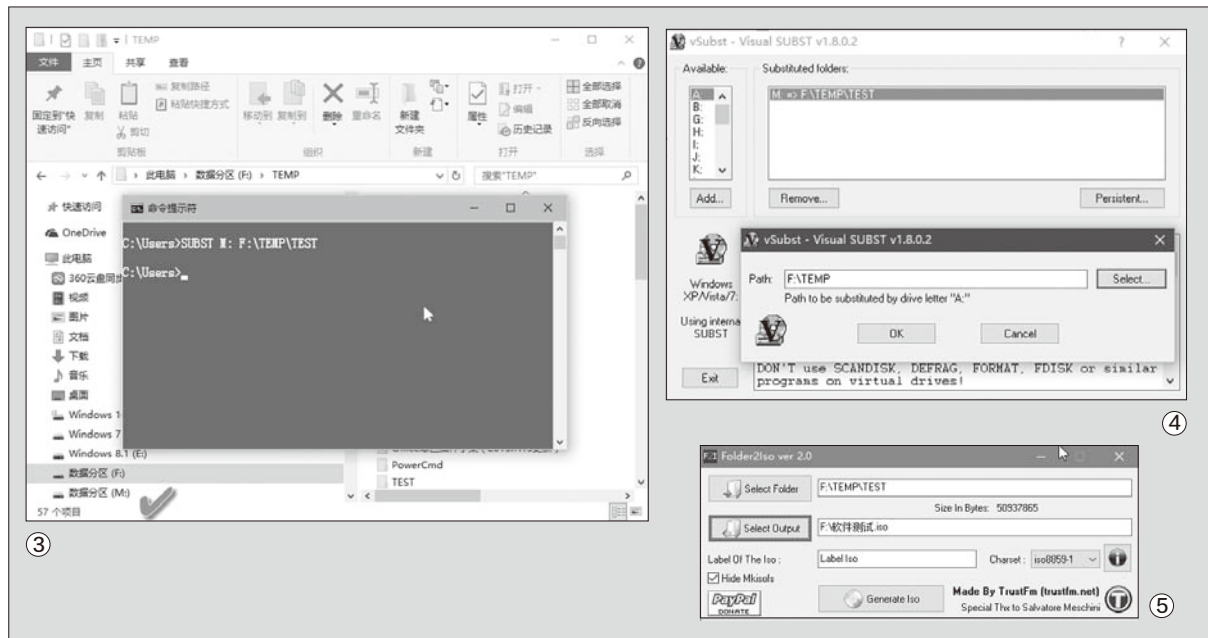 TEMP
文件 主页 共享 查看
固定到"快速访问"
复制
粘贴
复制路径
粘贴快捷方式
剪切
剪贴板
移动到 复制到 删除 重命名
组织
新建文件夹
新建
属性
打开
编辑
历史记录
打开
全部选择
全部取消
反向选择
选择
此电脑 › 数据分区 (F:) › TEMP
搜索"TEMP"
快速访问
OneDrive
此电脑
360云盘同步
视频
图片
文档
下载
音乐
桌面
Windows 1
Windows 7
Windows 8.1 (E:)
数据分区 (F:)
数据分区 (M:)
57 个项目
命令提示符
C:\Users>SUBST M: F:\TEMP\TEST
C:\Users>_
PowerCmd
TEST
③
vSubst - Visual SUBST v1.8.0.2
Available: Substituted folders:
A:
B:
G:
H:
I:
J:
K:
M: => F:\TEMP\TEST
Add... Remove... Persistent...
Windows XP/Vista/7:
Using interna
SUBST
Exit
vSubst - Visual SUBST v1.8.0.2
Path: F:\TEMP Select...
Path to be substituted by drive letter "A:"
OK Cancel
DON'T use SCANDISK, DEFRAG, FORMAT, FDISK or similar
programs on virtual drives!
④
Folder2Iso ver 2.0
Select Folder F:\TEMP\TEST
Size In Bytes: 50937865
Select Output F:\软件测试.iso
Label Of The Iso : Label Iso Charset : iso8859-1
Hide Mkisofs
PayPal
DONATE
Generate Iso
Made By TrustFm (trustfm.net)
Special Thx to Salvatore Meschini
⑤